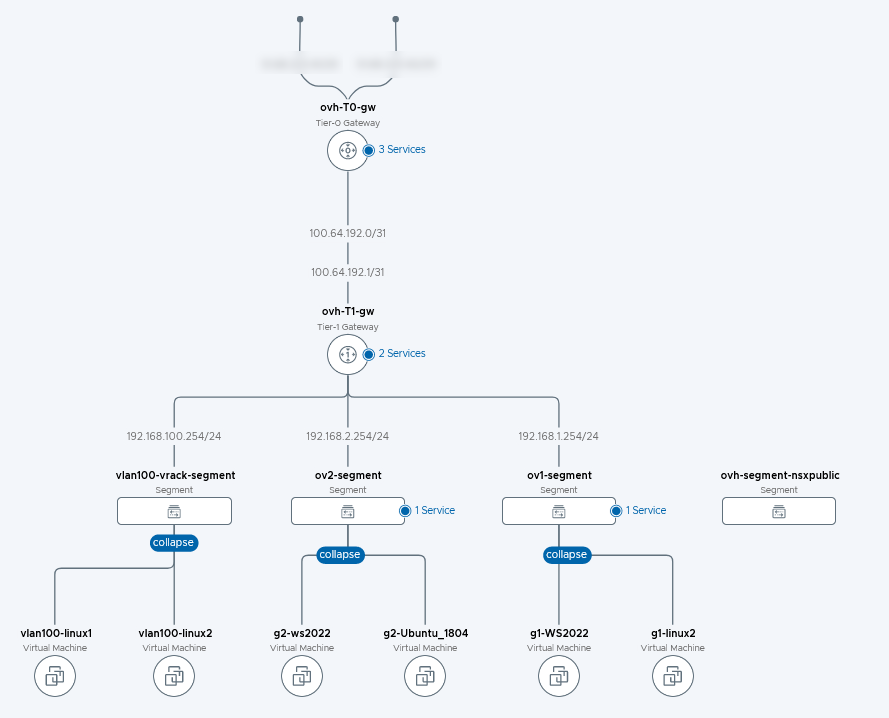 ovh-T0-gw
Tier-0 Gateway
3 Services
100.64.192.0/31
100.64.192.1/31
ovh-T1-gw
Tier-1 Gateway
2 Services
192.168.100.254/24 192.168.2.254/24 192.168.1.254/24
vlan100-vrack-segment ov2-segment ov1-segment ovh-segment-nsxpublic
Segment Segment Segment Segment
1 Service 1 Service
collapse collapse collapse
vlan100-linux1 vlan100-linux2 g2-ws2022 g2-Ubuntu_1804 g1-WS2022 g1-linux2
Virtual Machine Virtual Machine Virtual Machine Virtual Machine Virtual Machine Virtual Machine